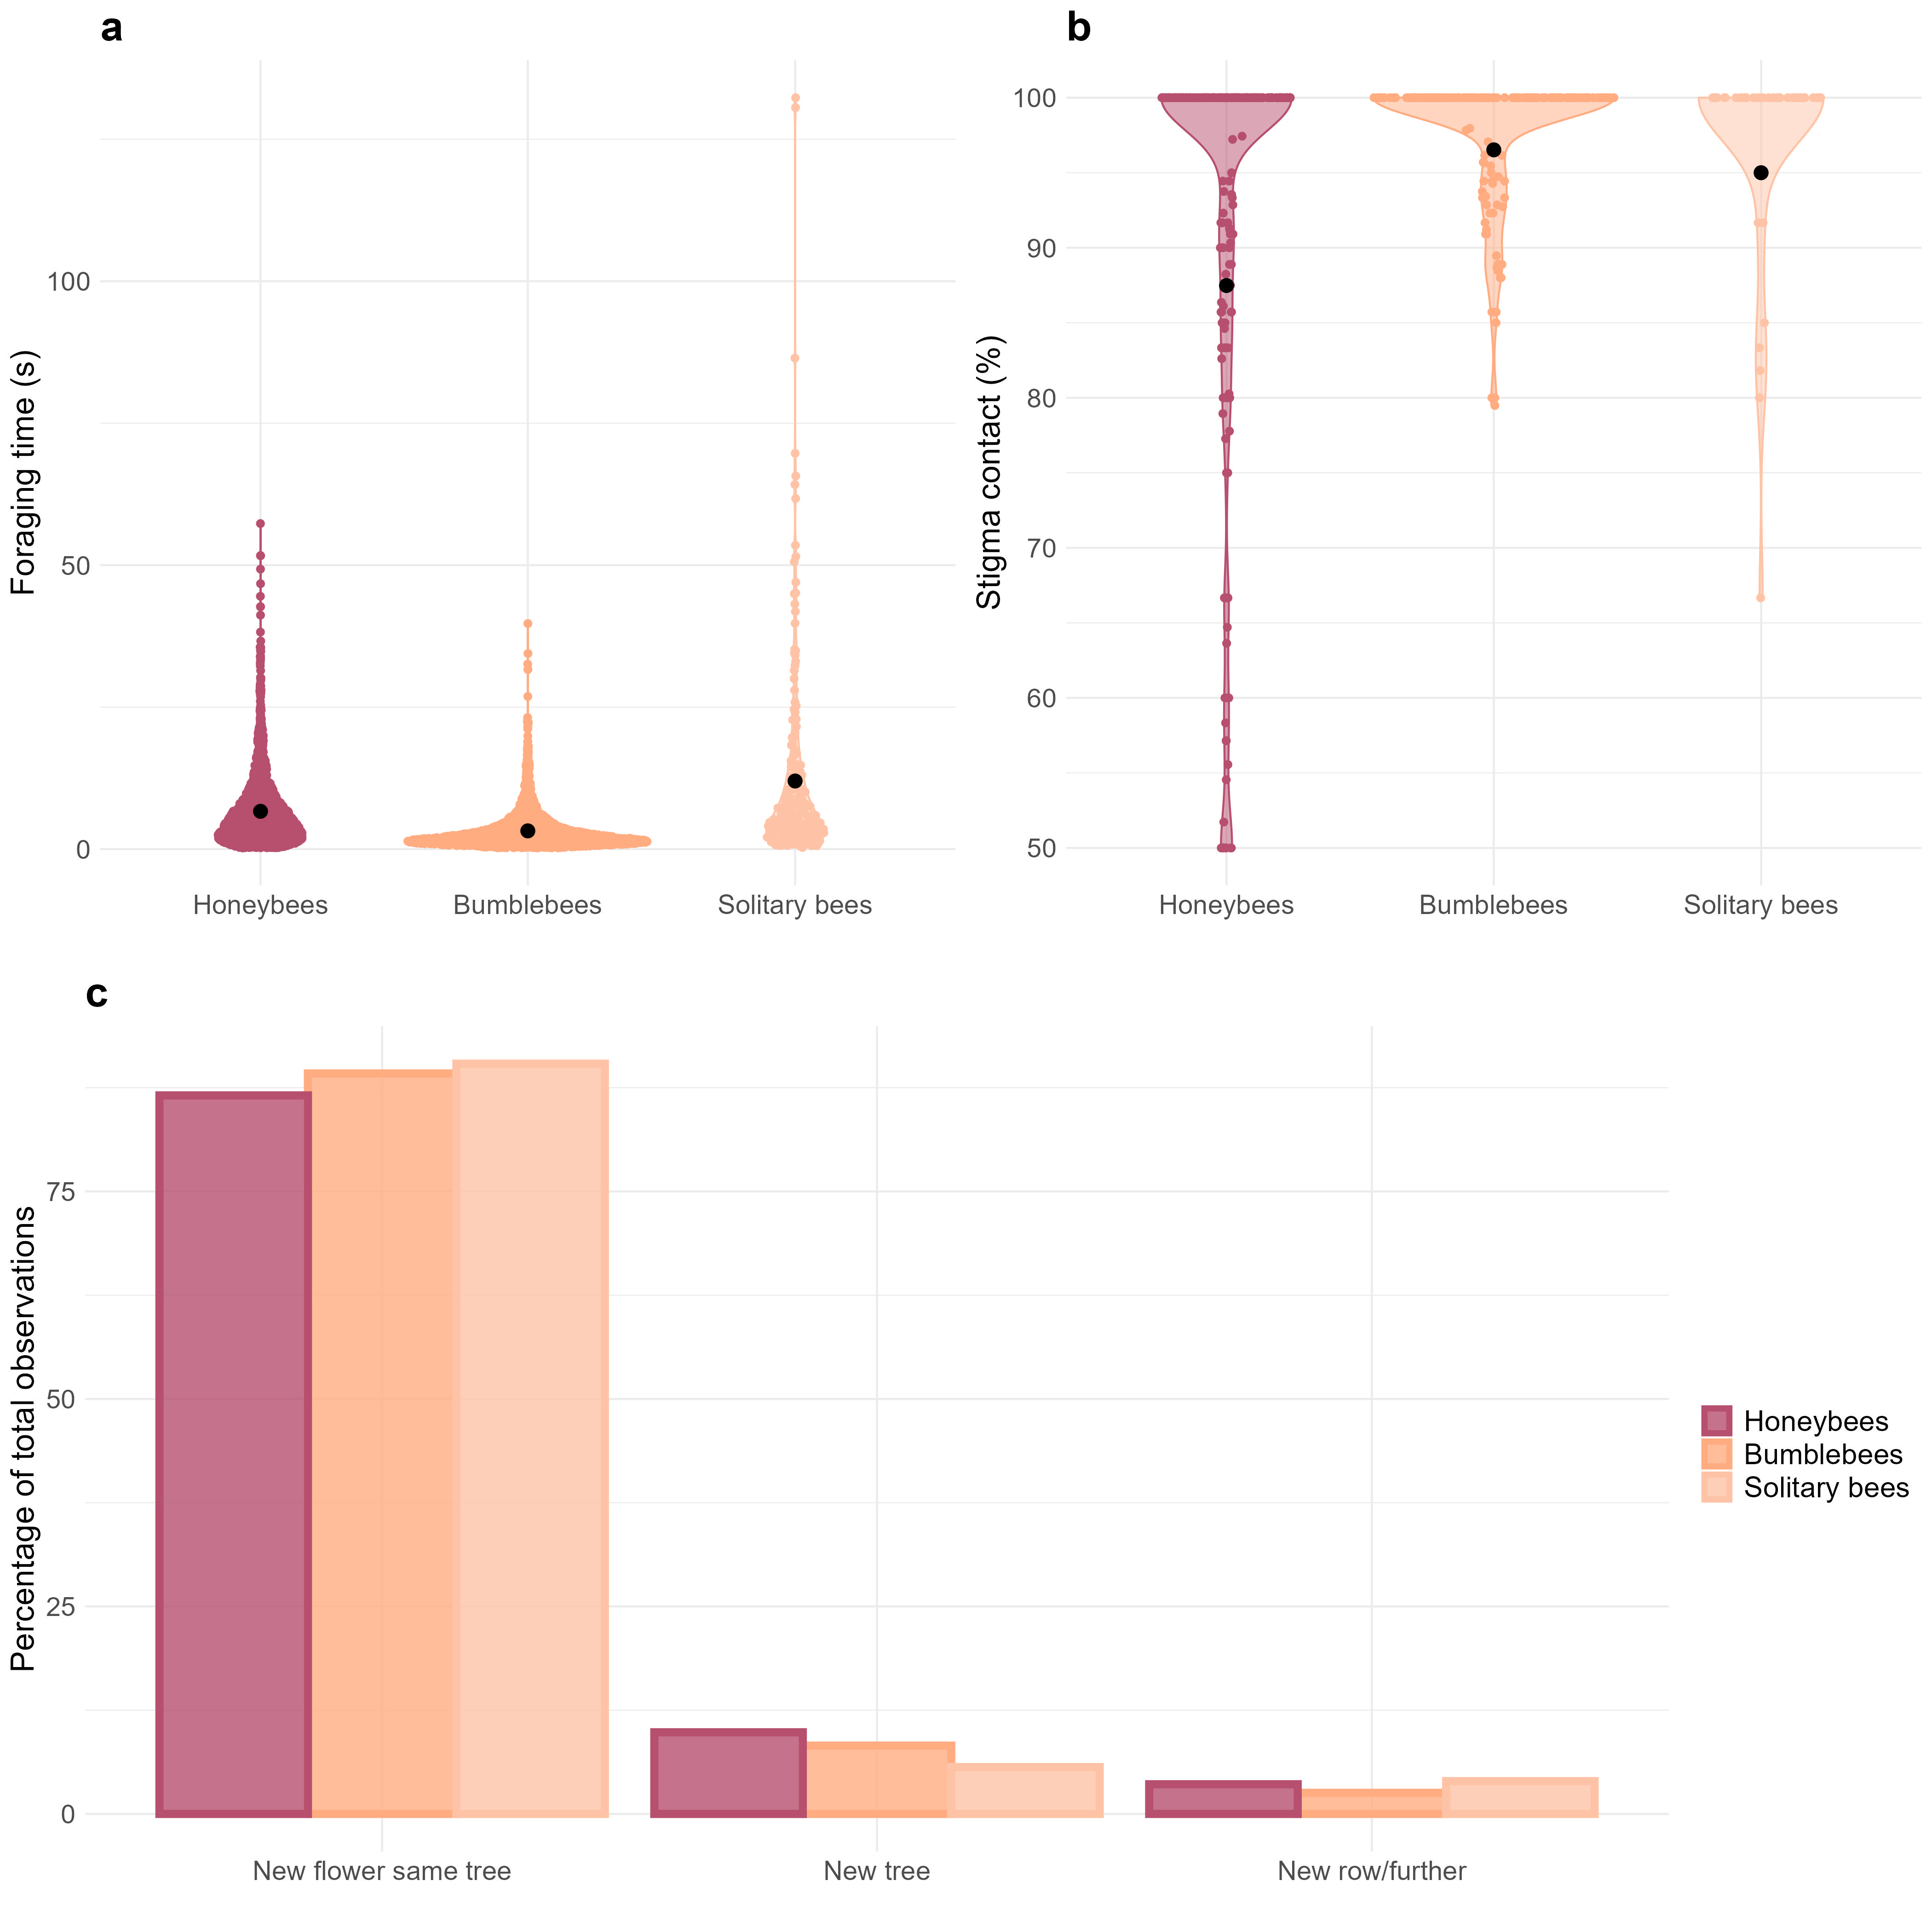 a
Foraging time (s)
100
50
0
Honeybees
Bumblebees
Solitary bees
b
Stigma contact (%)
100
90
80
70
60
50
Honeybees
Bumblebees
Solitary bees
c
Percentage of total observations
75
50
25
0
New flower same tree
New tree
New row/further
Honeybees
Bumblebees
Solitary bees